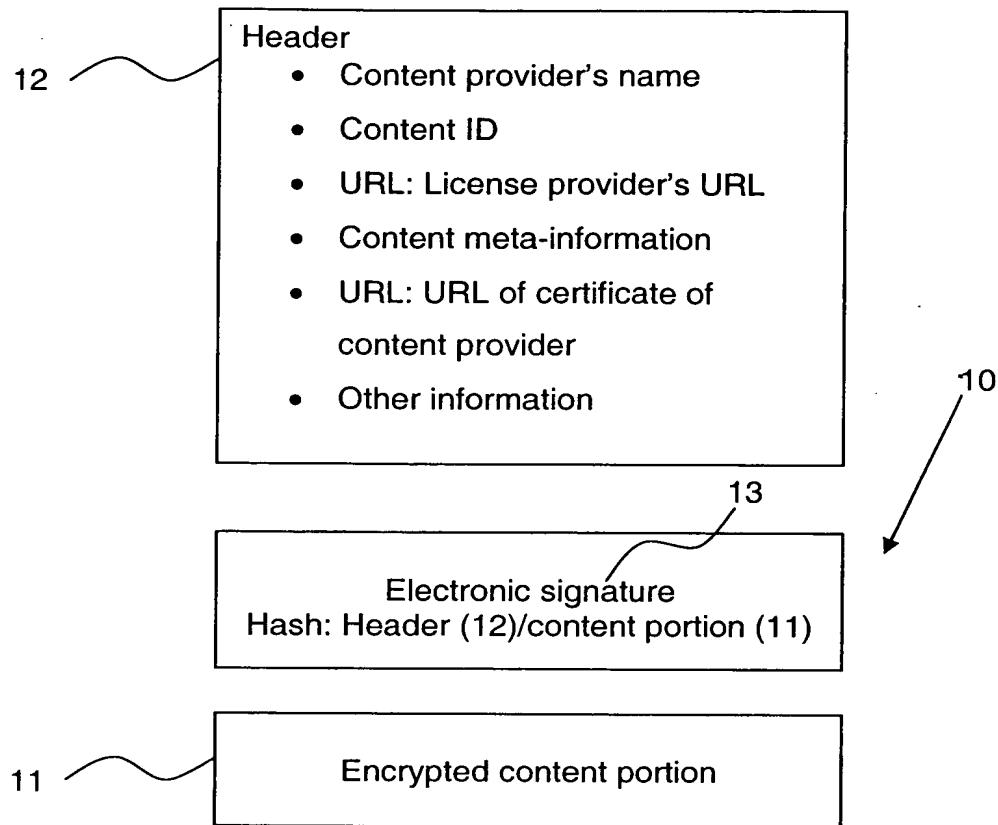 Header
12
• Content provider's name
• Content ID
• URL: License provider's URL
• Content meta-information
• URL: URL of certificate of
content provider
• Other information
10
13
Electronic signature
Hash: Header (12)/content portion (11)
11
Encrypted content portion